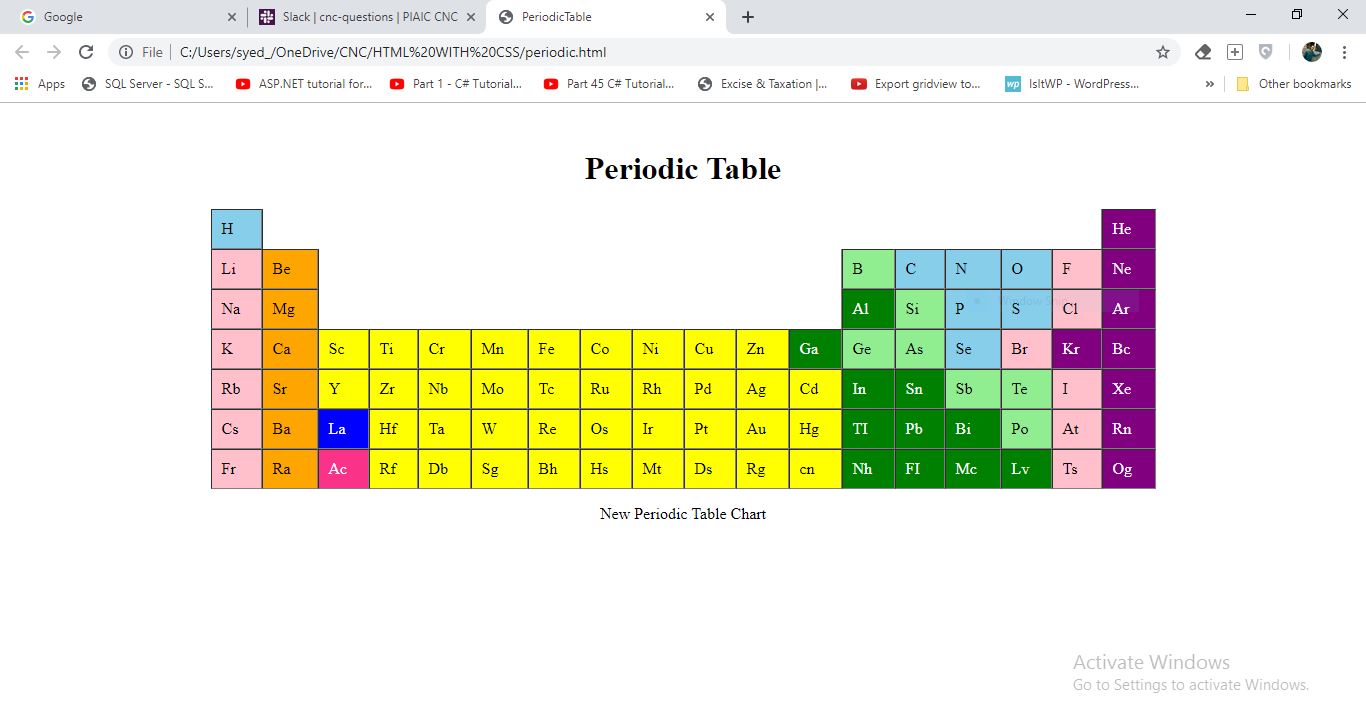 Google
Slack | cnc-questions | PIAIC CNC
PeriodicTable
File | C:/Users/syed_/OneDrive/CNC/HTML%20WITH%20CSS/periodic.html
Apps SQL Server - SQL S... ASP.NET tutorial for... Part 1 - C# Tutorial... Part 45 C# Tutorial... Excise & Taxation |... Export gridview to... wp IsItWP - WordPress... » Other bookmarks
Periodic Table
H He
Li Be B C N O F Ne
Na Mg Al Si P S Cl Ar
K Ca Sc Ti Cr Mn Fe Co Ni Cu Zn Ga Ge As Se Br Kr Bc
Rb Sr Y Zr Nb Mo Tc Ru Rh Pd Ag Cd In Sn Sb Te I Xe
Cs Ba La Hf Ta W Re Os Ir Pt Au Hg TI Pb Bi Po At Rn
Fr Ra Ac Rf Db Sg Bh Hs Mt Ds Rg cn Nh FI Mc Lv Ts Og
New Periodic Table Chart
Activate Windows
Go to Settings to activate Windows.